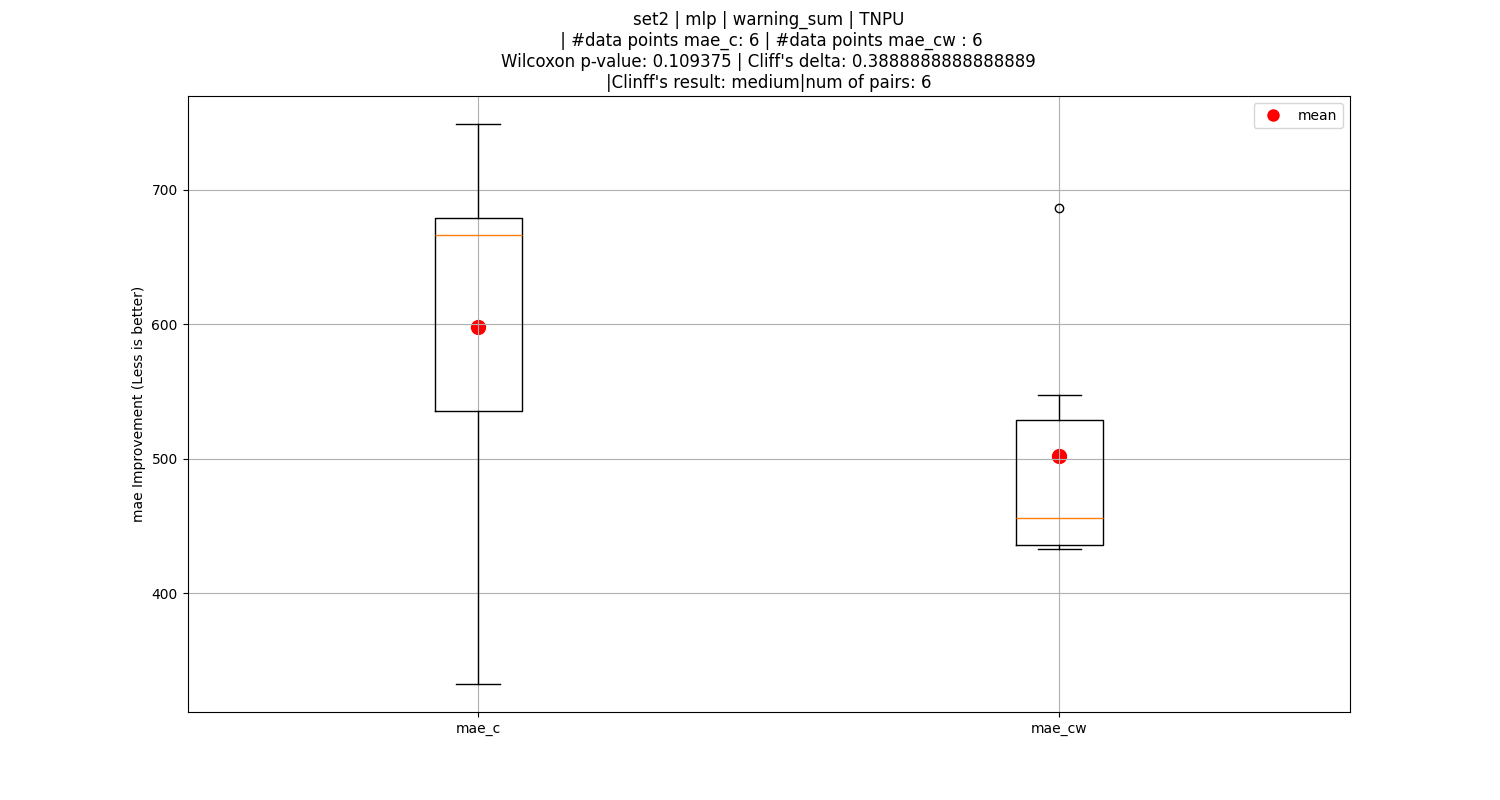 set2 | mlp | warning_sum | TNPU
| #data points mae_c: 6 | #data points mae_cw : 6
Wilcoxon p-value: 0.109375 | Cliff's delta: 0.3888888888888889
|Clinff's result: medium|num of pairs: 6
mean
700
600
500
400
mae Improvement (Less is better)
mae_c
mae_cw